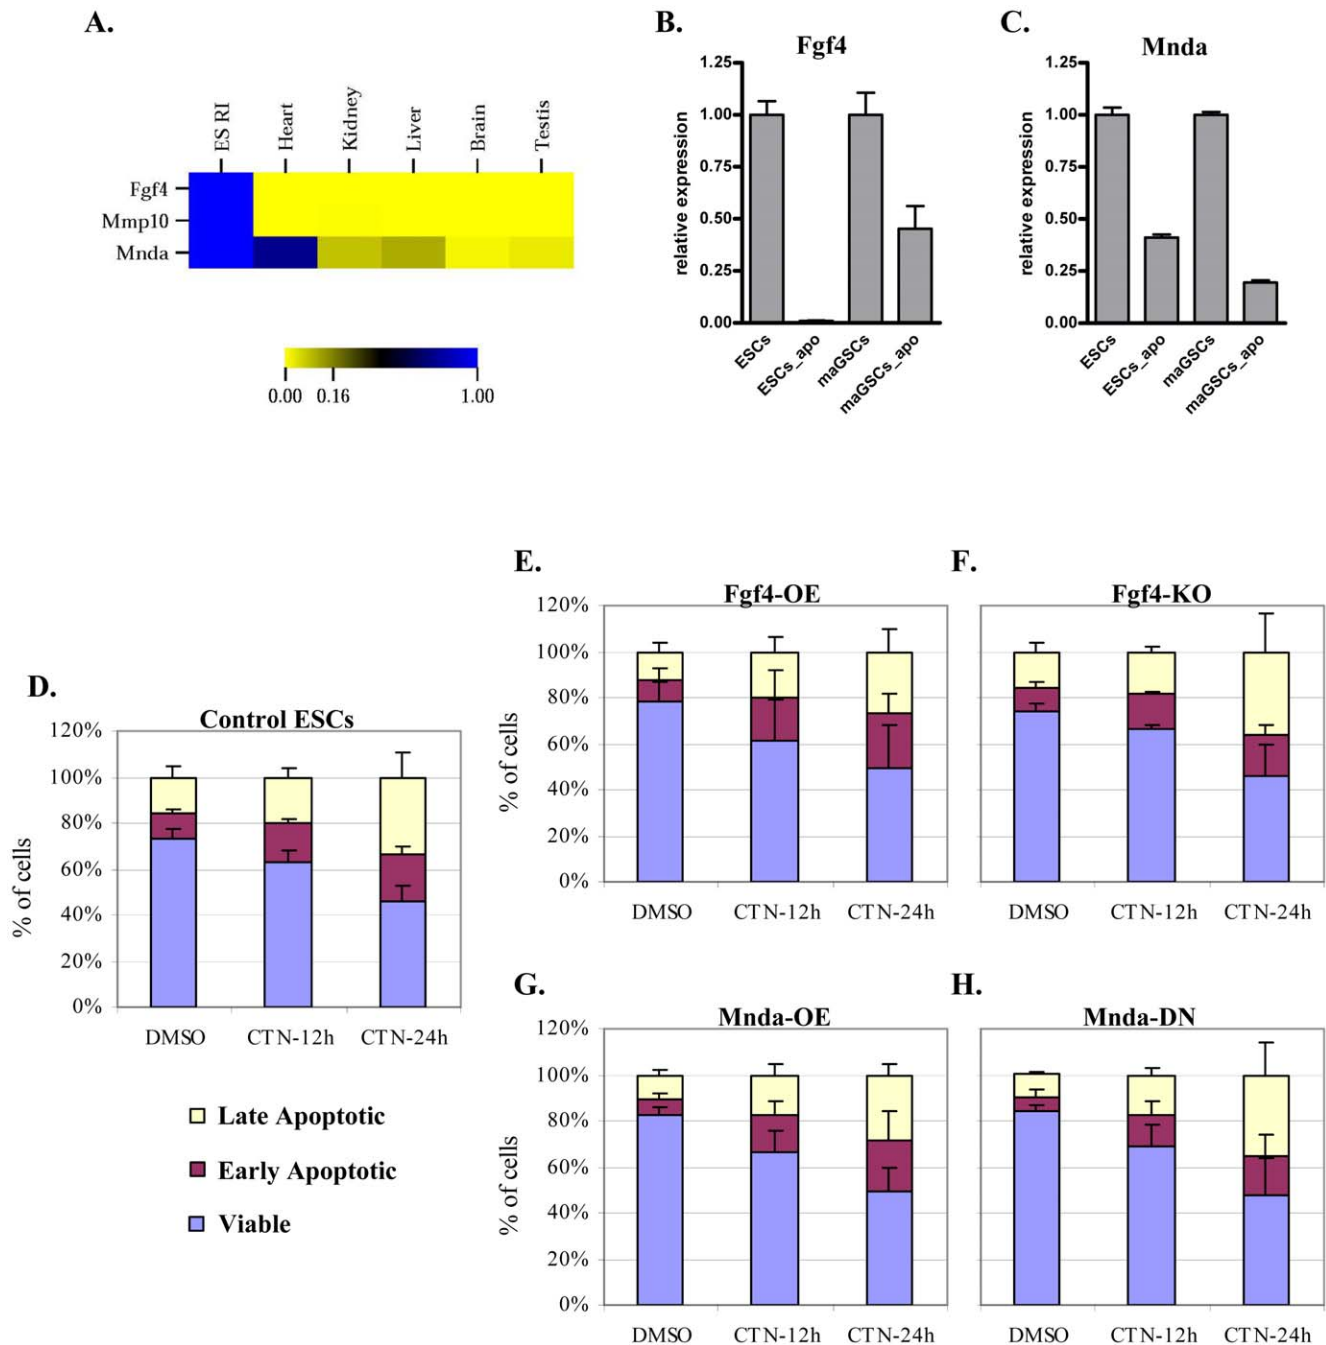 A.
ES RI
Heart
Kidney
Liver
Brain
Testis
Fgf4
Mmp10
Mnda
0.00 0.16 1.00
B.
Fgf4
relative expression
1.25
1.00
0.75
0.50
0.25
0.00
ESCs
ESCs_apo
maGSCs
maGSCs_apo
C.
Mnda
relative expression
1.25
1.00
0.75
0.50
0.25
0.00
ESCs
ESCs_apo
maGSCs
maGSCs_apo
D.
Control ESCs
% of cells
120%
100%
80%
60%
40%
20%
0%
DMSO CTN-12h CTN-24h
Late Apoptotic
Early Apoptotic
Viable
E.
Fgf4-OE
% of cells
120%
100%
80%
60%
40%
20%
0%
DMSO CTN-12h CTN-24h
F.
Fgf4-KO
DMSO CTN-12h CTN-24h
G.
Mnda-OE
% of cells
120%
100%
80%
60%
40%
20%
0%
DMSO CTN-12h CTN-24h
H.
Mnda-DN
DMSO CTN-12h CTN-24h